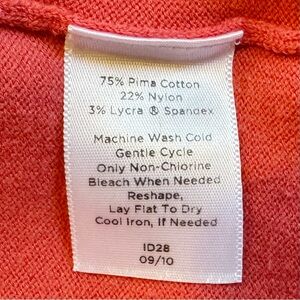 75% Pima Cotton
22% Nylon
3% Lycra ® Spandex
Machine Wash Cold
Gentle Cycle
Only Non-Chlorine
Bleach When Needed
Reshape,
Lay Flat To Dry
Cool Iron, If Needed
ID28
09/10